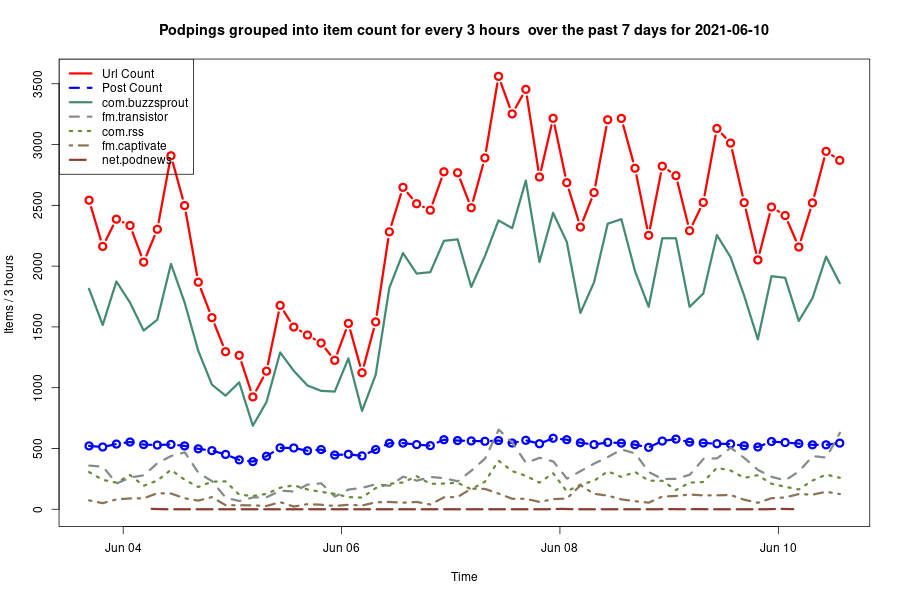 Podpings grouped into item count for every 3 hours over the past 7 days for 2021-06-10
Url Count
Post Count
com.buzzsprout
fm.transistor
com.rss
fm.captivate
net.podnews
Items / 3 hours
3500
3000
2500
2000
1500
1000
500
0
Jun 04
Jun 06
Jun 08
Jun 10
Time